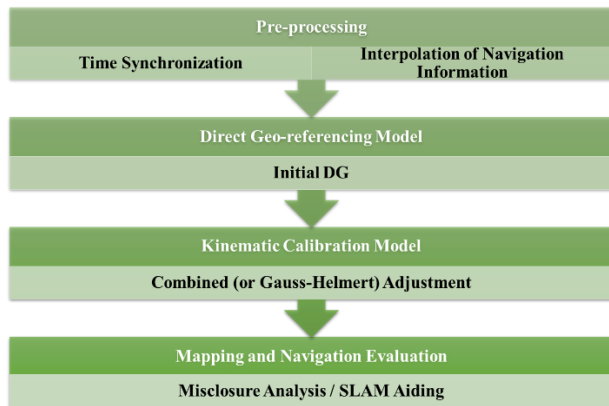 Pre-processing
Time Synchronization
Interpolation of Navigation
Information
Direct Geo-referencing Model
Initial DG
Kinematic Calibration Model
Combined (or Gauss-Helmert) Adjustment
Mapping and Navigation Evaluation
Misclosure Analysis / SLAM Aiding